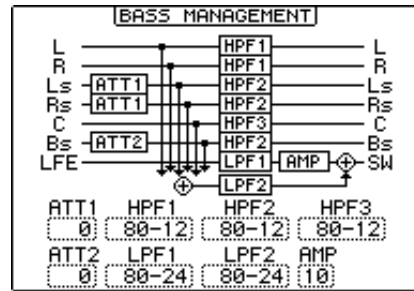 BASS MANAGEMENT
L HPF1 L
R HPF1 R
Ls ATT1 HPF2 Ls
Rs ATT1 HPF2 Rs
C HPF3 C
Bs ATT2 HPF2 Bs
LFE LPF1 AMP SW
LPF2
ATT1 HPF1 HPF2 HPF3
0 80-12 80-12 80-12
ATT2 LPF1 LPF2 AMP
0 80-24 80-24 10